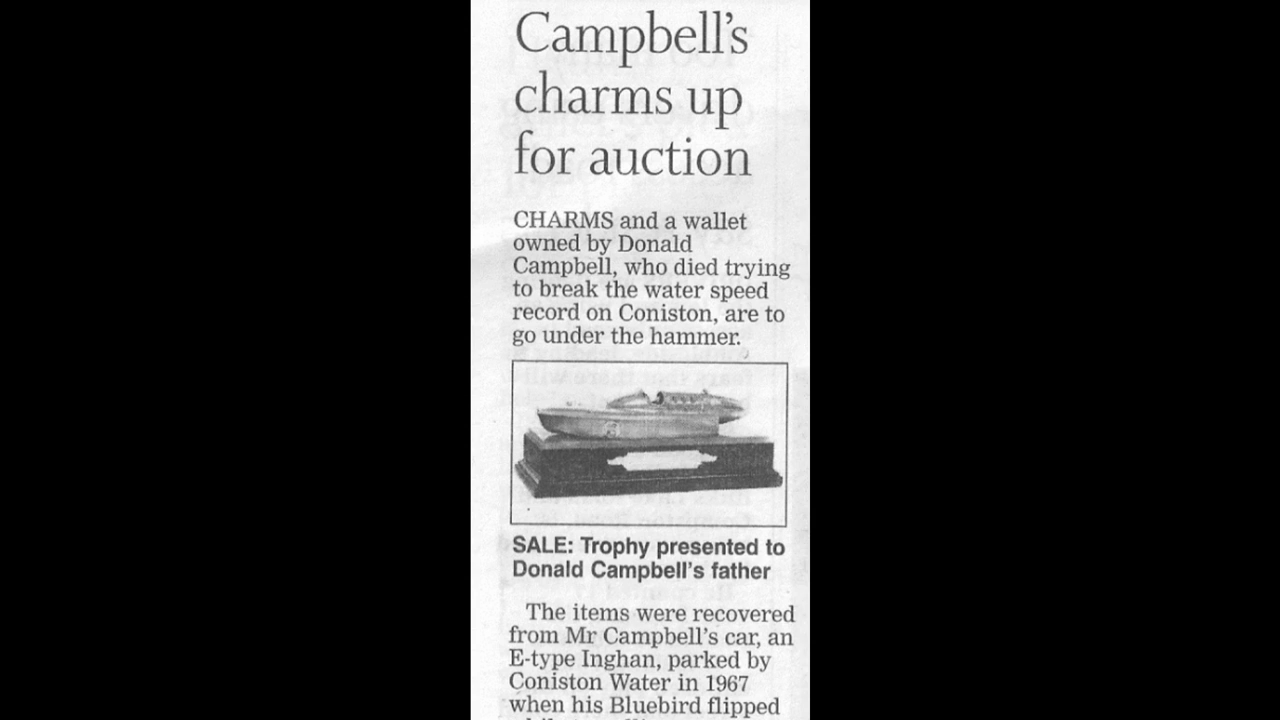 Campbell's
charms up
for auction
CHARMS and a wallet
owned by Donald
Campbell, who died trying
to break the water speed
record on Coniston, are to
go under the hammer.
SALE: Trophy presented to
Donald Campbell's father
The items were recovered
from Mr Campbell's car, an
E-type Inghan, parked by
Coniston Water in 1967
when his Bluebird flipped